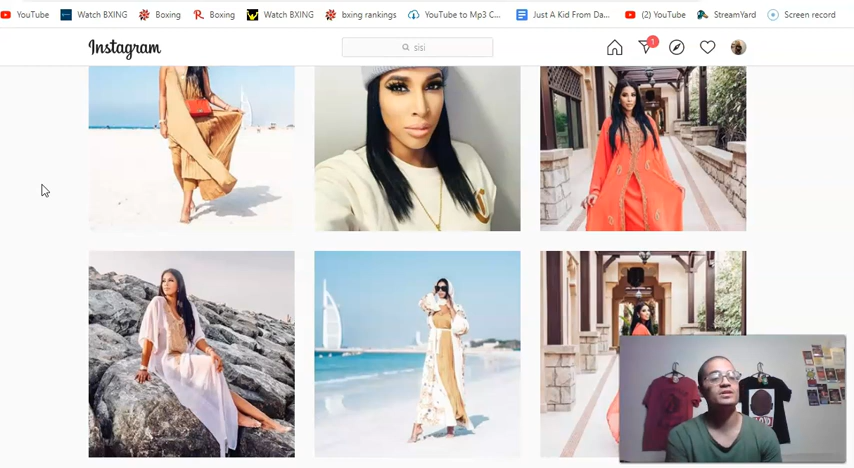 YouTube Watch BXING Boxing Boxing Watch BXING bxing rankings YouTube to Mp3 C... Just A Kid From Da... (2) YouTube StreamYard Screen record
Instagram sisi 1